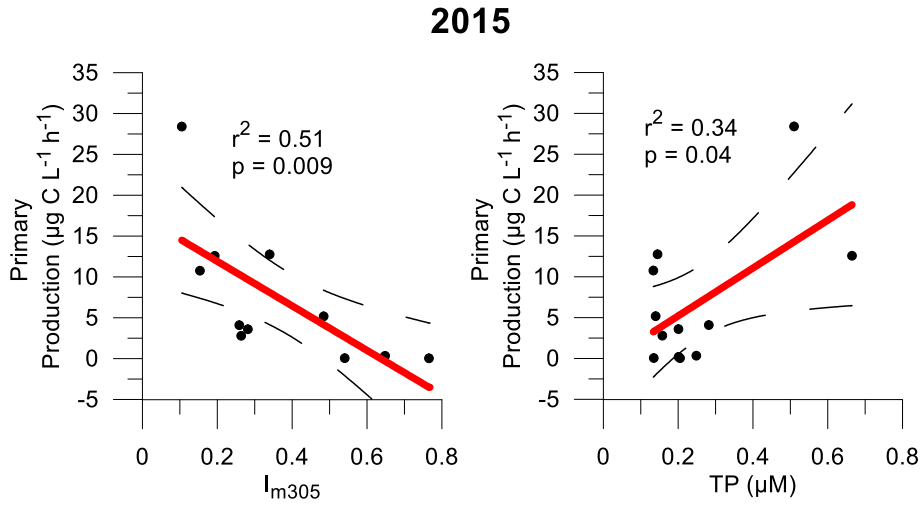 2015
Primary
Production (µg C L⁻¹ h⁻¹)
35
30
25
20
15
10
5
0
-5
r² = 0.51
p = 0.009
0 0.2 0.4 0.6 0.8
Iₘ₃₀₅
Primary
Production (µg C L⁻¹ h⁻¹)
35
30
25
20
15
10
5
0
-5
r² = 0.34
p = 0.04
0 0.2 0.4 0.6 0.8
TP (µM)